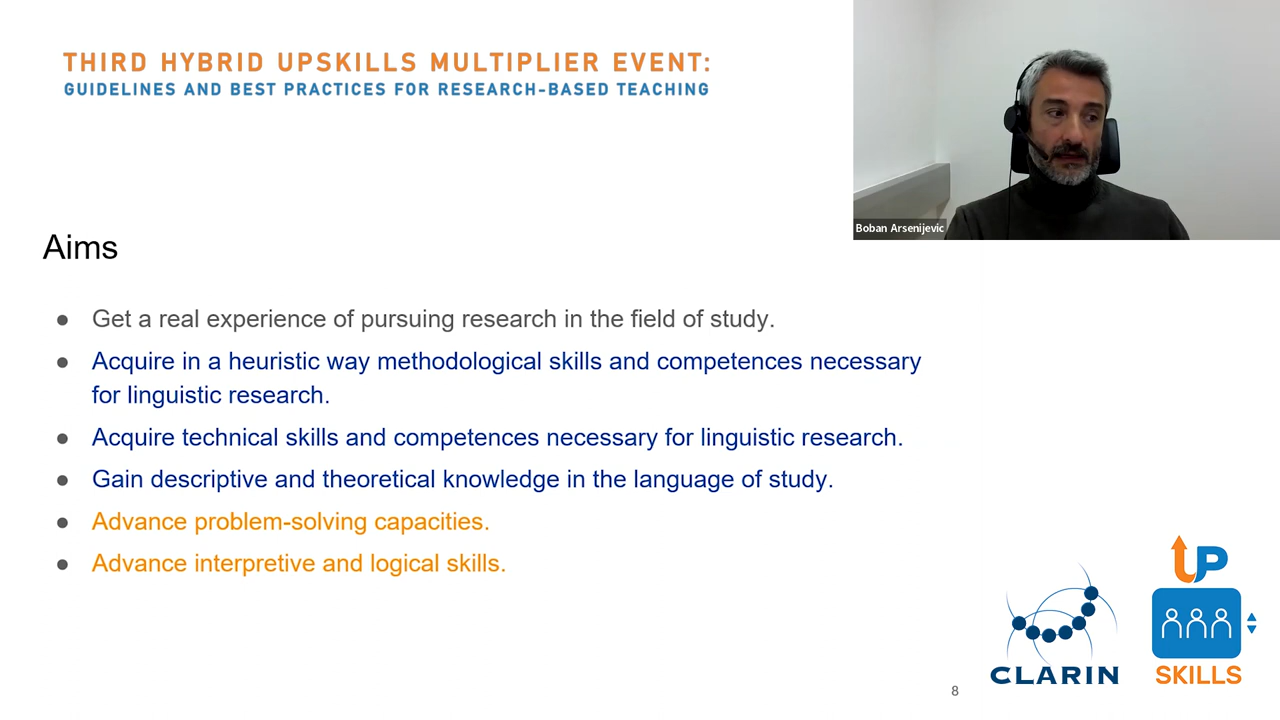 THIRD HYBRID UPSKILLS MULTIPLIER EVENT:
GUIDELINES AND BEST PRACTICES FOR RESEARCH-BASED TEACHING
Boban Arsenijevic
Aims
● Get a real experience of pursuing research in the field of study.
● Acquire in a heuristic way methodological skills and competences necessary
for linguistic research.
● Acquire technical skills and competences necessary for linguistic research.
● Gain descriptive and theoretical knowledge in the language of study.
● Advance problem-solving capacities.
● Advance interpretive and logical skills.
CLARIN
UP
SKILLS
8